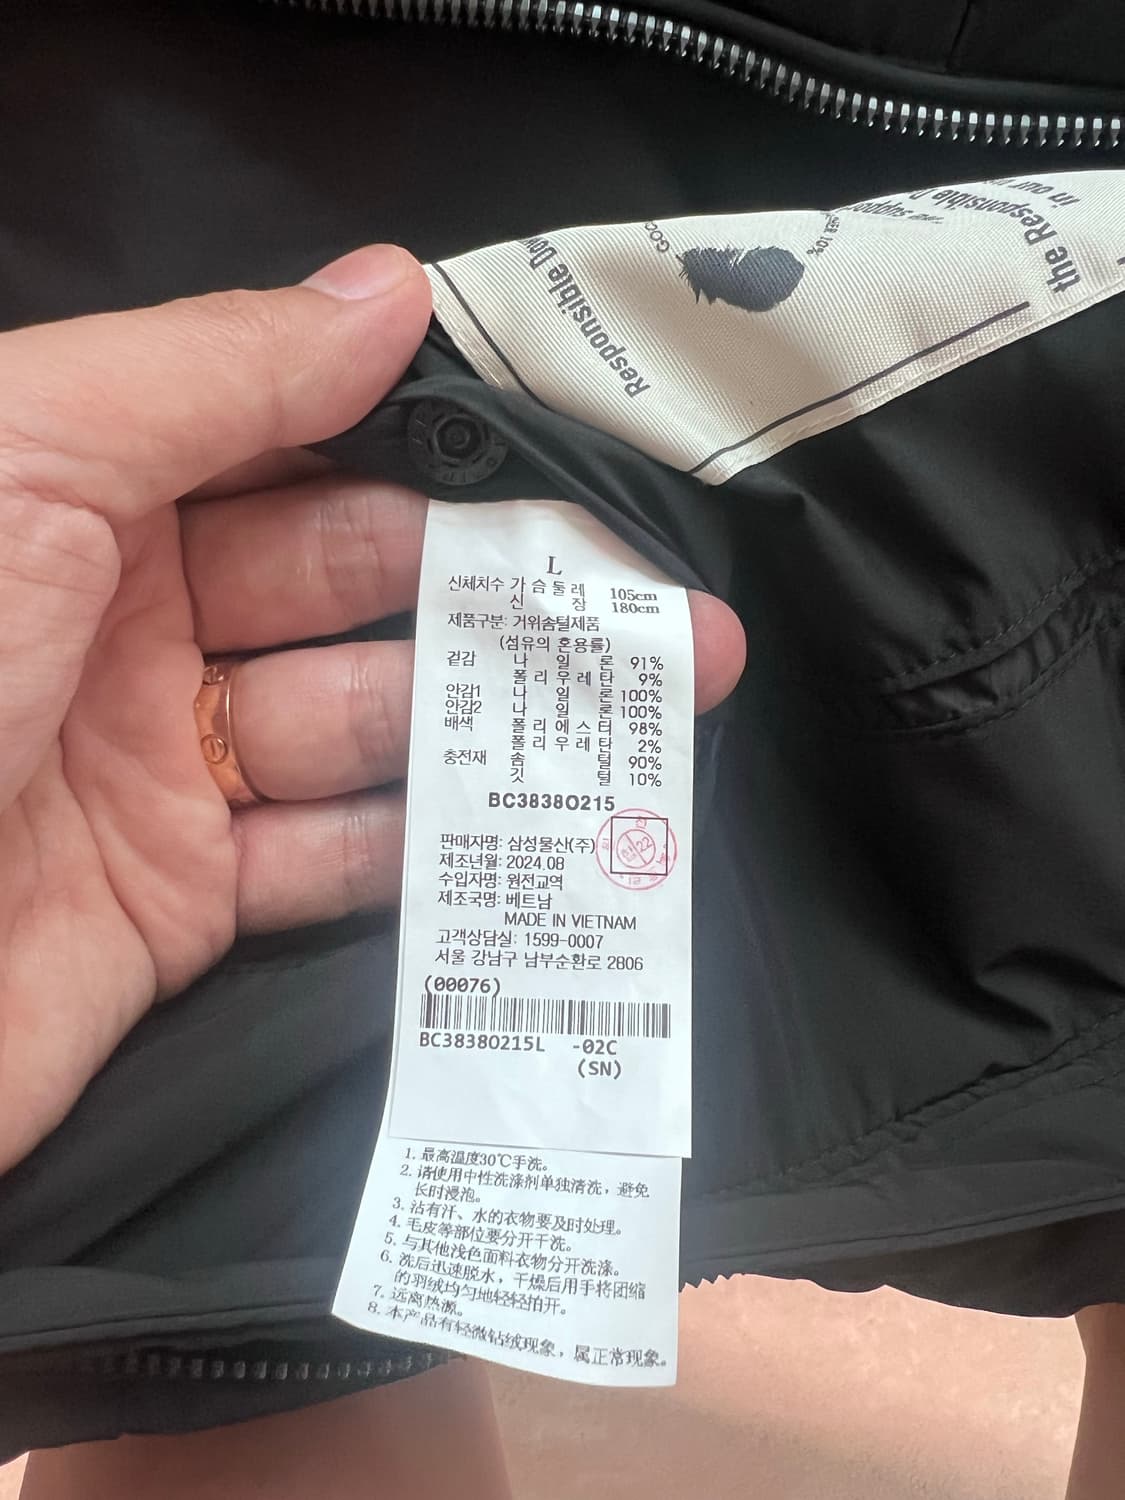 the Responsible D
in our
Responsible Dow
GOO
10%
L
신체치수 가슴둘레 105cm
신장 180cm
제품구분: 거위솜털제품
(섬유의 혼용률)
겉감 나일론 91%
폴리우레탄 9%
안감1 나일론 100%
안감2 나일론 100%
배색 폴리에스터 98%
폴리우레탄 2%
충전재 솜털 90%
깃털 10%
BC3838O215
판매자명: 삼성물산(주)
제조년월: 2024.08
수입자명: 원전교역
제조국명: 베트남
MADE IN VIETNAM
고객상담실: 1599-0007
서울 강남구 남부순환로 2806
22
(00076)
BC3838O215L -02C
(SN)
1. 最高温度30℃手洗。
2. 请使用中性洗涤剂单独清洗，避免
长时浸泡。
3. 沾有汗、水的衣物要及时处理。
4. 毛皮等部位要分开干洗。
5. 与其他浅色面料衣物分开洗涤。
6. 洗后迅速脱水，干燥后用手将团缩
的羽绒均匀地轻轻拍开。
7. 远离热源。
8. 本产品有轻微钻绒现象，属正常现象。